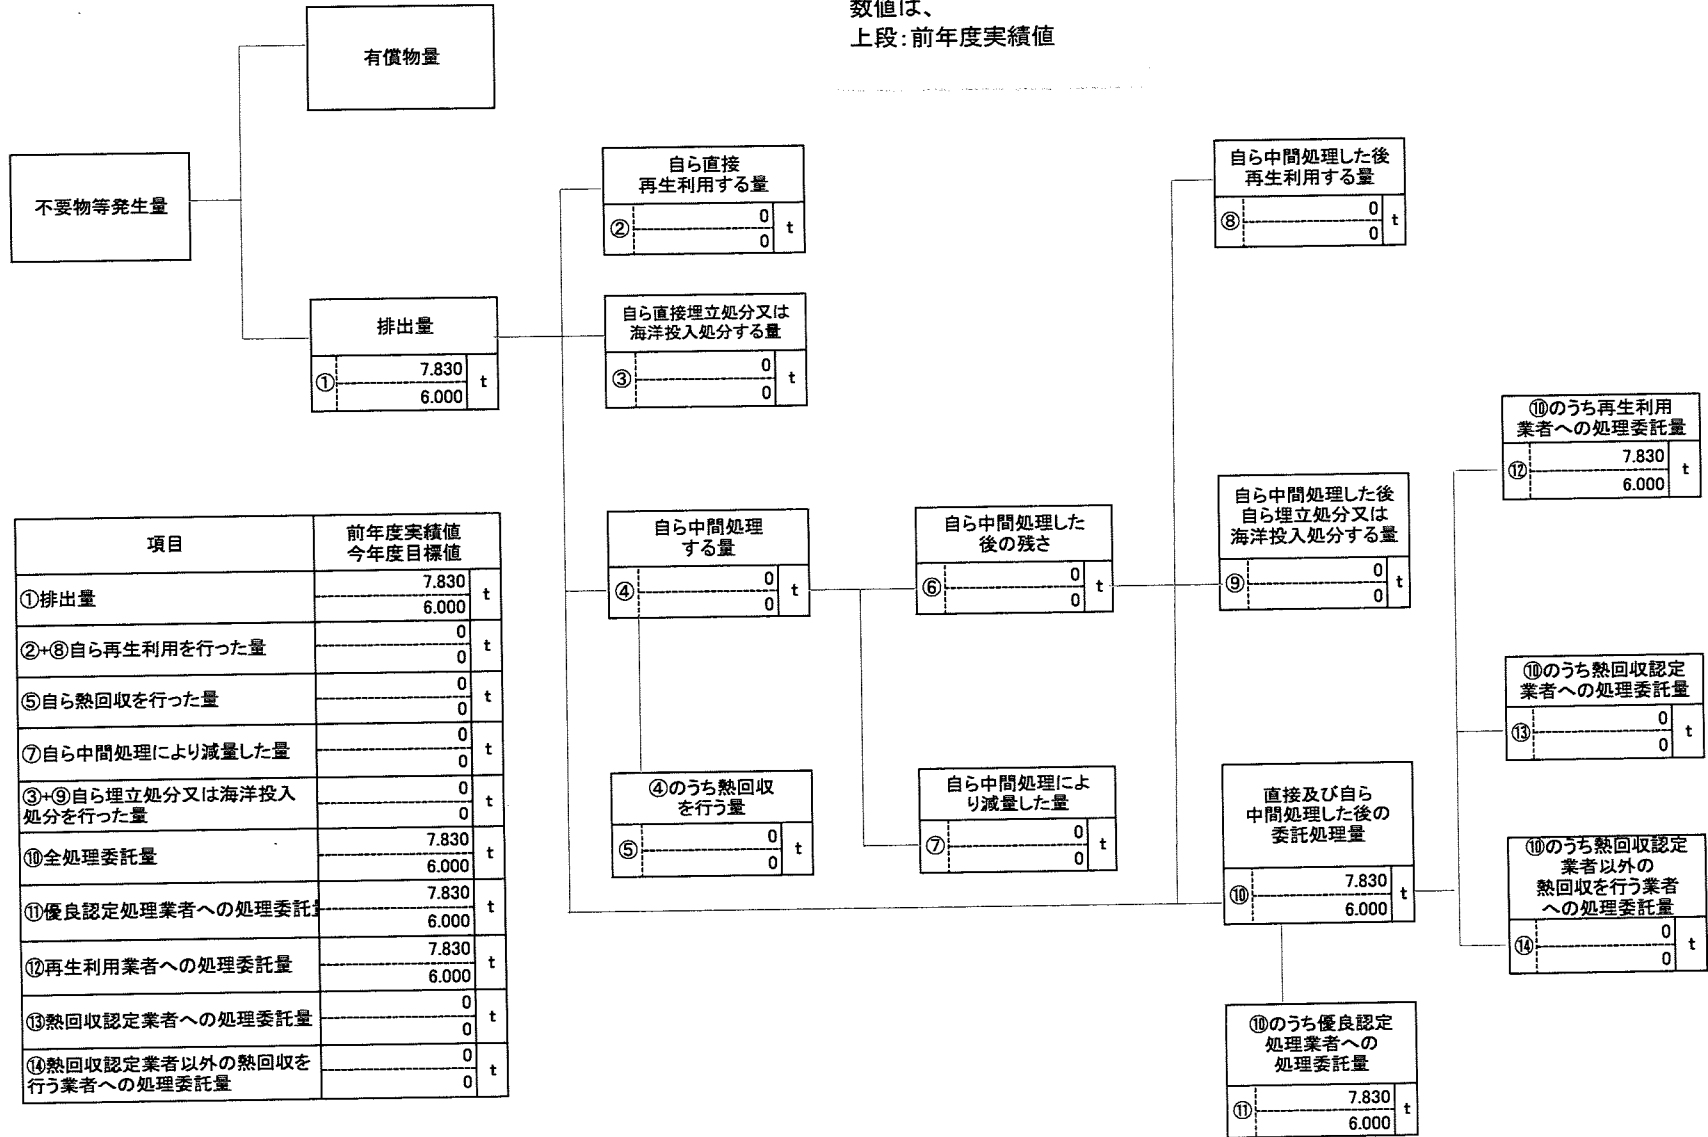 数値は、
上段:前年度実績値
有償物量
不要物等発生量
排出量
① 7.830 t
6.000
自ら直接
再生利用する量
② 0 t
0
自ら直接埋立処分又は
海洋投入処分する量
③ 0 t
0
自ら中間処理
する量
④ 0 t
0
④のうち熱回収
を行う量
⑤ 0 t
0
自ら中間処理した
後の残さ
⑥ 0 t
0
自ら中間処理によ
り減量した量
⑦ 0 t
0
自ら中間処理した後
再生利用する量
⑧ 0 t
0
自ら中間処理した後
自ら埋立処分又は
海洋投入処分する量
⑨ 0 t
0
直接及び自ら
中間処理した後の
委託処理量
⑩ 7.830 t
6.000
⑩のうち優良認定
処理業者への
処理委託量
⑪ 7.830 t
6.000
⑩のうち再生利用
業者への処理委託量
⑫ 7.830 t
6.000
⑩のうち熱回収認定
業者への処理委託量
⑬ 0 t
0
⑩のうち熱回収認定
業者以外の
熱回収を行う業者
への処理委託量
⑭ 0 t
0
項目
前年度実績値
今年度目標値
①排出量 7.830 t
6.000
②+⑧自ら再生利用を行った量 0 t
0
⑤自ら熱回収を行った量 0 t
0
⑦自ら中間処理により減量した量 0 t
0
③+⑨自ら埋立処分又は海洋投入
処分を行った量 0 t
0
⑩全処理委託量 7.830 t
6.000
⑪優良認定処理業者への処理委託 7.830 t
6.000
⑫再生利用業者への処理委託量 7.830 t
6.000
⑬熱回収認定業者への処理委託量 0 t
0
⑭熱回収認定業者以外の熱回収を
行う業者への処理委託量 0 t
0